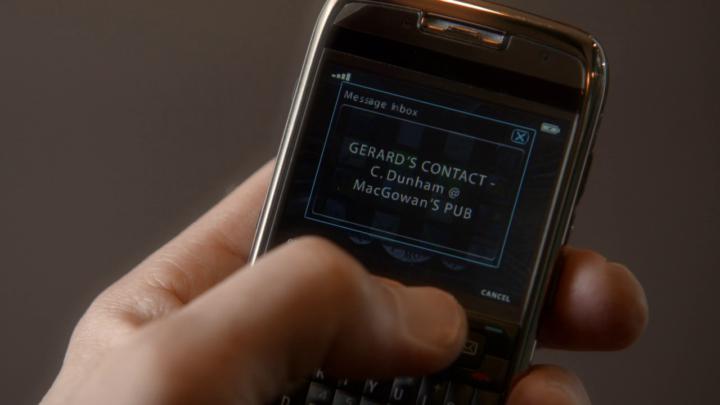 Message Inbox
GERARD'S CONTACT -
C. Dunham @
MacGowan'S PUB
CANCEL
Y U